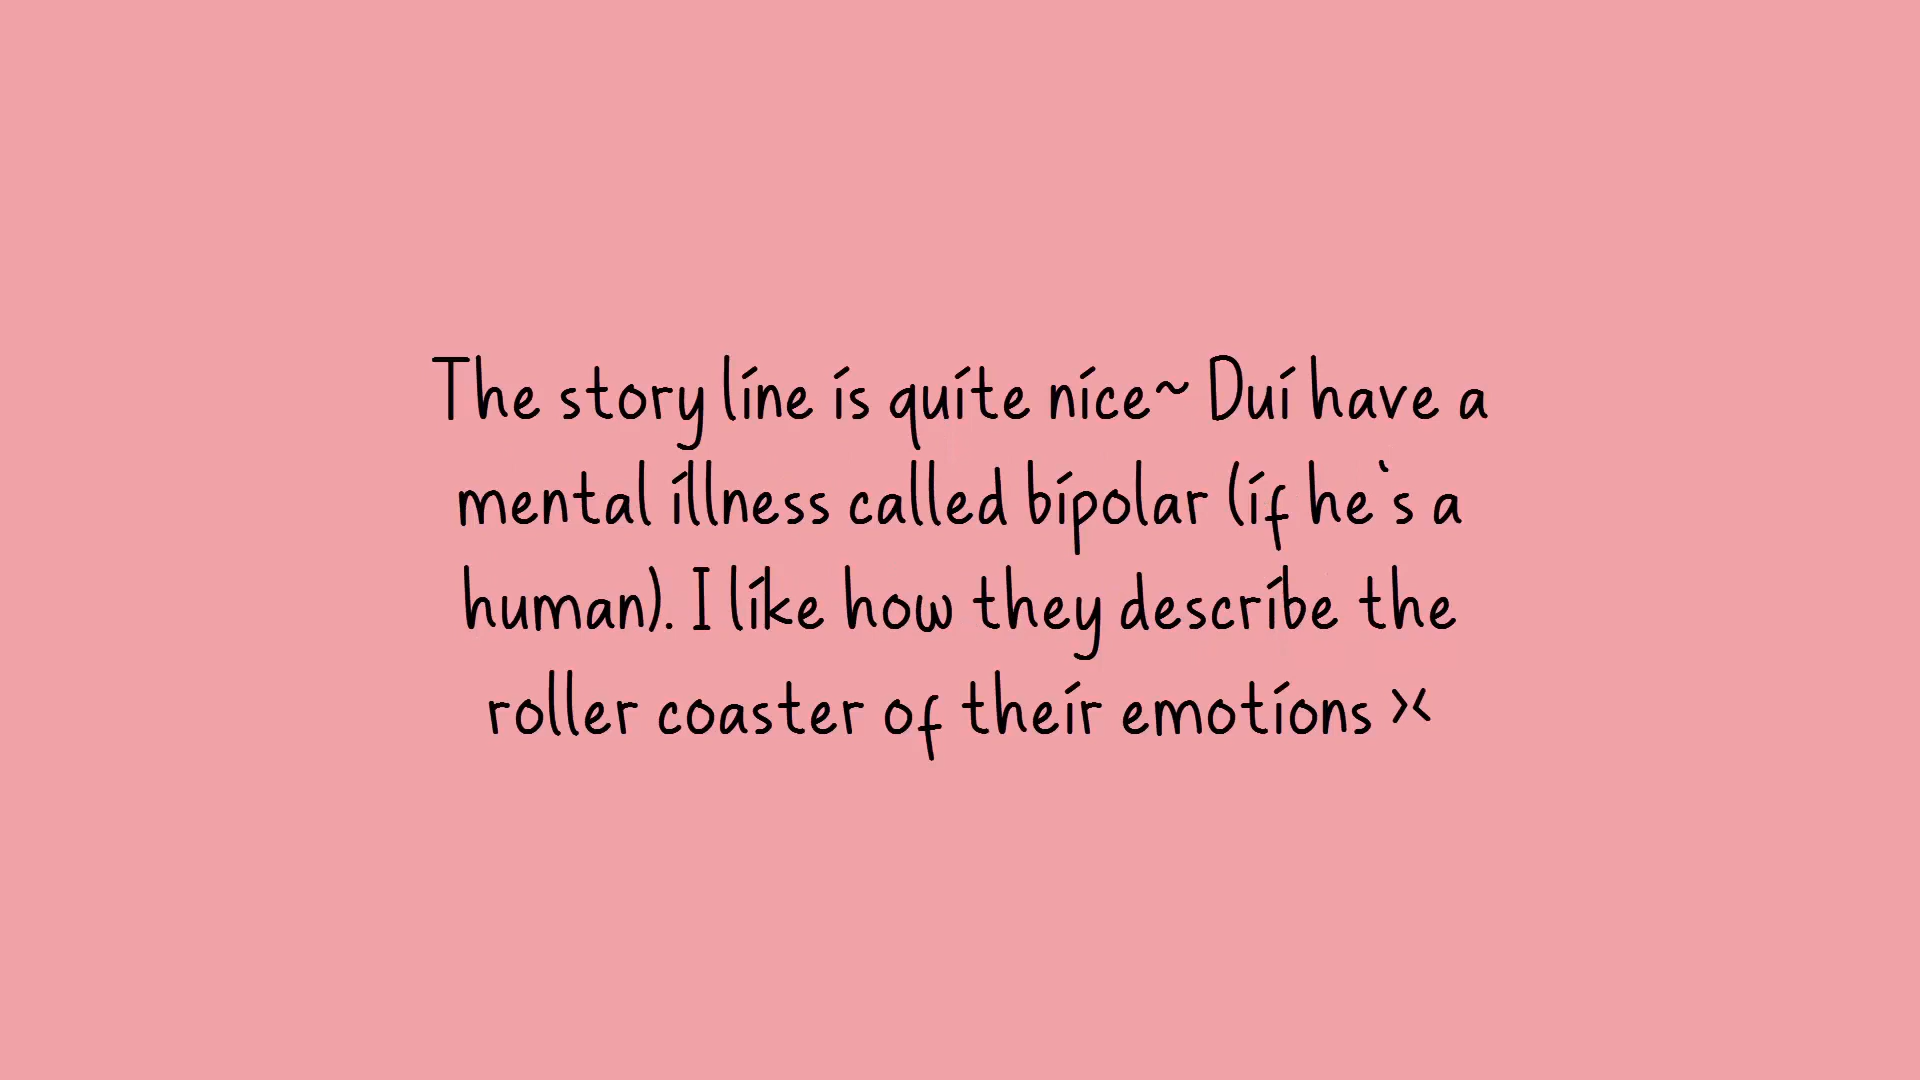 The story line is quite nice~ Dui have a
mental illness called bipolar (if he`s a
human). I like how they describe the
roller coaster of their emotions ><